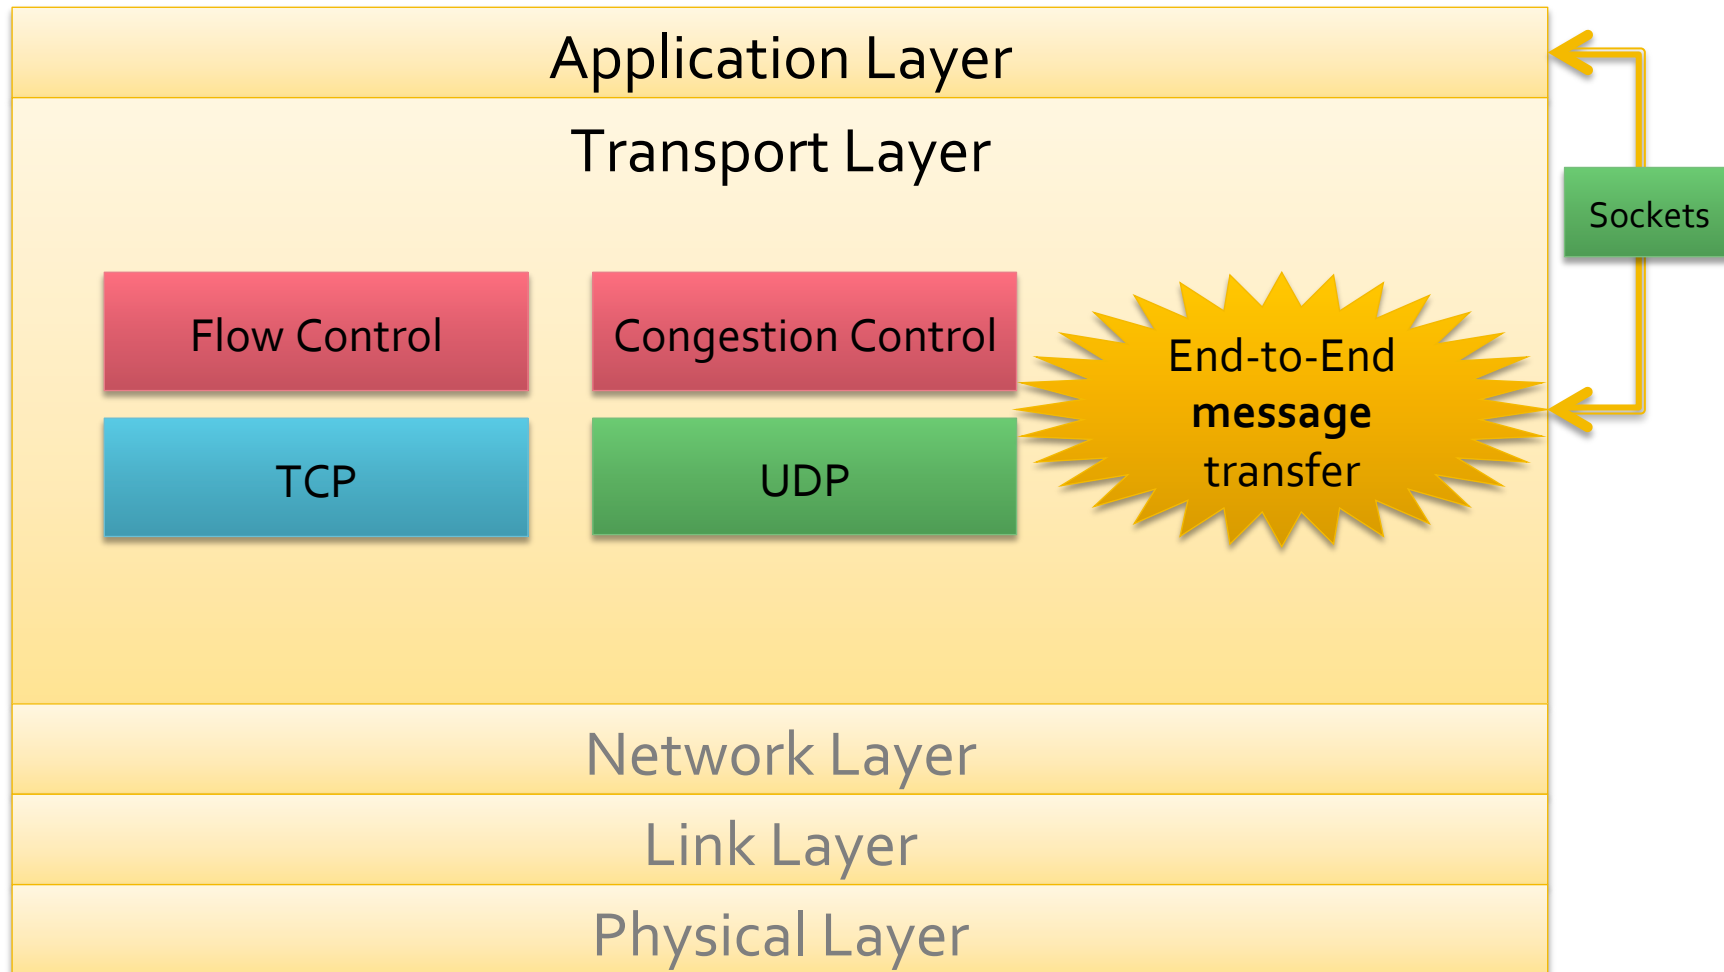 Application Layer
Transport Layer
Sockets
Flow Control
Congestion Control
End-to-End
message
transfer
TCP
UDP
Network Layer
Link Layer
Physical Layer